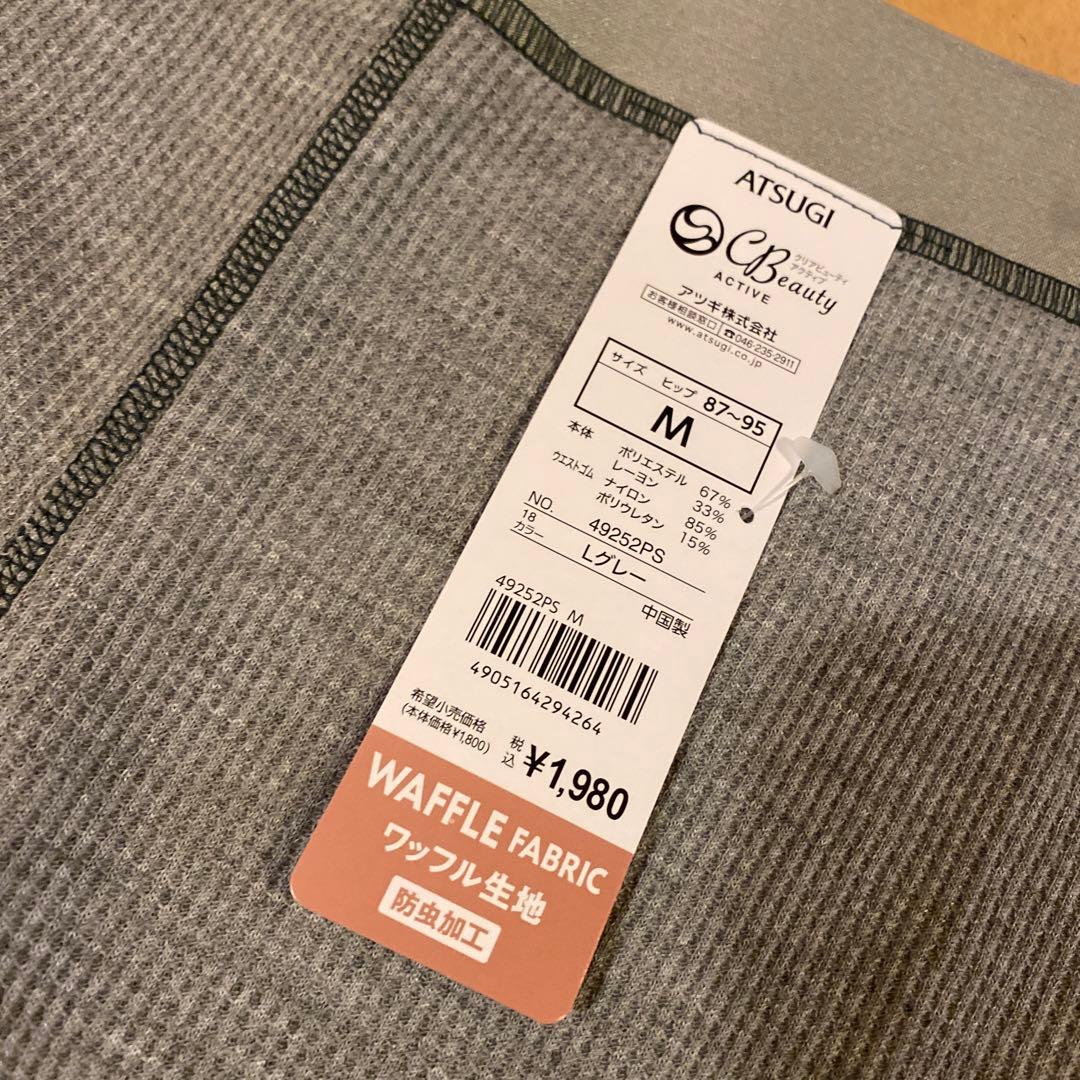 ATSUGI
CBeauty クリアビューティ
アクティブ
ACTIVE
アツギ株式会社
お客様相談窓口 ☎046-235-2911
www.atsugi.co.jp
サイズ ヒップ 87~95
M
本体 ポリエステル 67%
レーヨン 33%
ウエストゴム ナイロン 85%
ポリウレタン 15%
NO. 49252PS
18
カラー Lグレー
49252PS M 中国製
4905164294264
希望小売価格
(本体価格¥1,800) 税込 ¥1,980
WAFFLE FABRIC
ワッフル生地
防虫加工